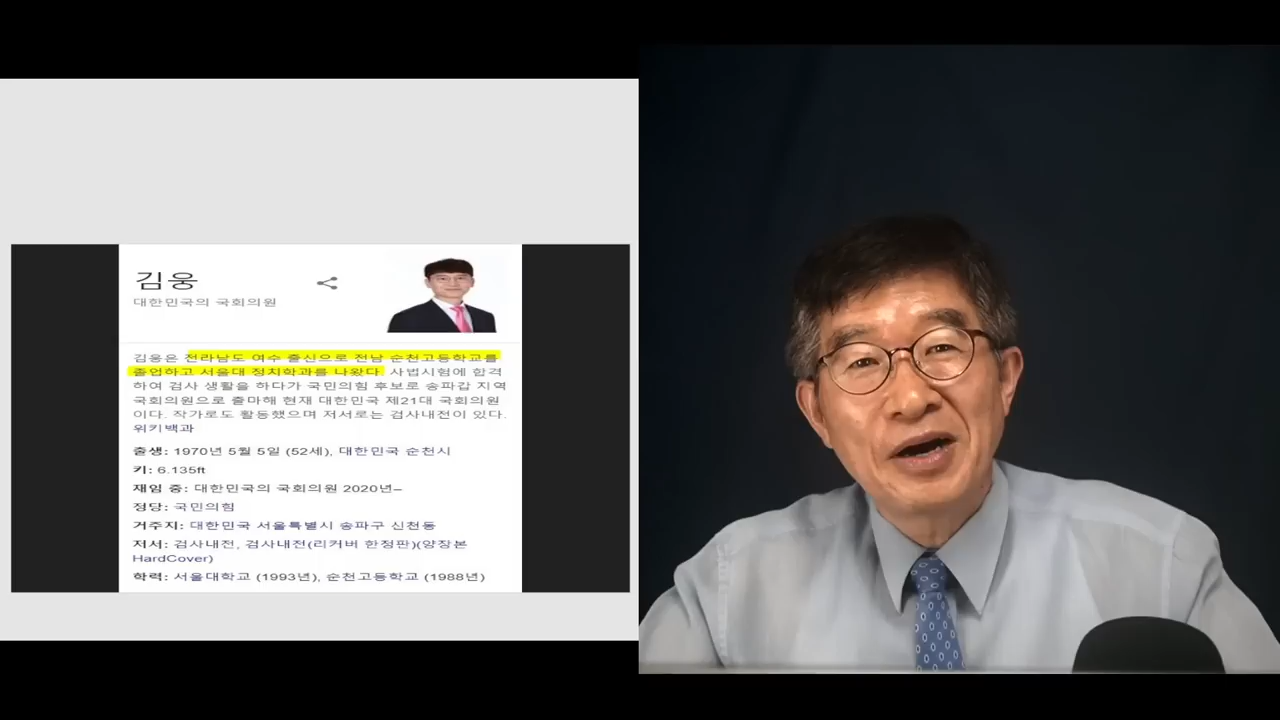 김웅
대한민국의 국회의원
김웅은 전라남도 여수 출신으로 전남 순천고등학교를
졸업하고 서울대 정치학과를 나왔다. 사법시험에 합격
하여 검사 생활을 하다가 국민의힘 후보로 송파갑 지역
국회의원으로 출마해 현재 대한민국 제21대 국회의원
이다. 작가로도 활동했으며 저서로는 검사내전이 있다.
위키백과
출생: 1970년 5월 5일 (52세), 대한민국 순천시
키: 6.135ft
재임 중: 대한민국의 국회의원 2020년–
정당: 국민의힘
거주지: 대한민국 서울특별시 송파구 신천동
저서: 검사내전, 검사내전(리커버 한정판)(양장본
HardCover)
학력: 서울대학교 (1993년), 순천고등학교 (1988년)